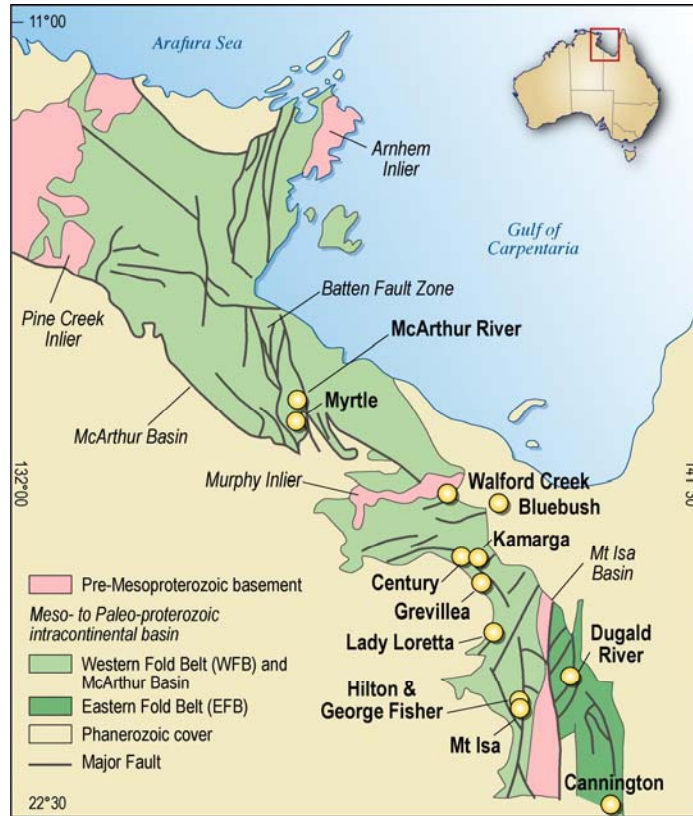 11°00
Arafura Sea
Arnhem
Inlier
Gulf of
Carpentaria
Pine Creek
Inlier
Batten Fault Zone
McArthur River
Myrtle
McArthur Basin
132°00
141°30
Murphy Inlier
Walford Creek
Bluebush
Kamarga
Century
Mt Isa
Basin
Grevillea
Lady Loretta
Dugald
River
Hilton &
George Fisher
Mt Isa
Cannington
Pre-Mesoproterozoic basement
Meso- to Paleo-proterozoic
intracontinental basin
Western Fold Belt (WFB) and
McArthur Basin
Eastern Fold Belt (EFB)
Phanerozoic cover
Major Fault
22°30